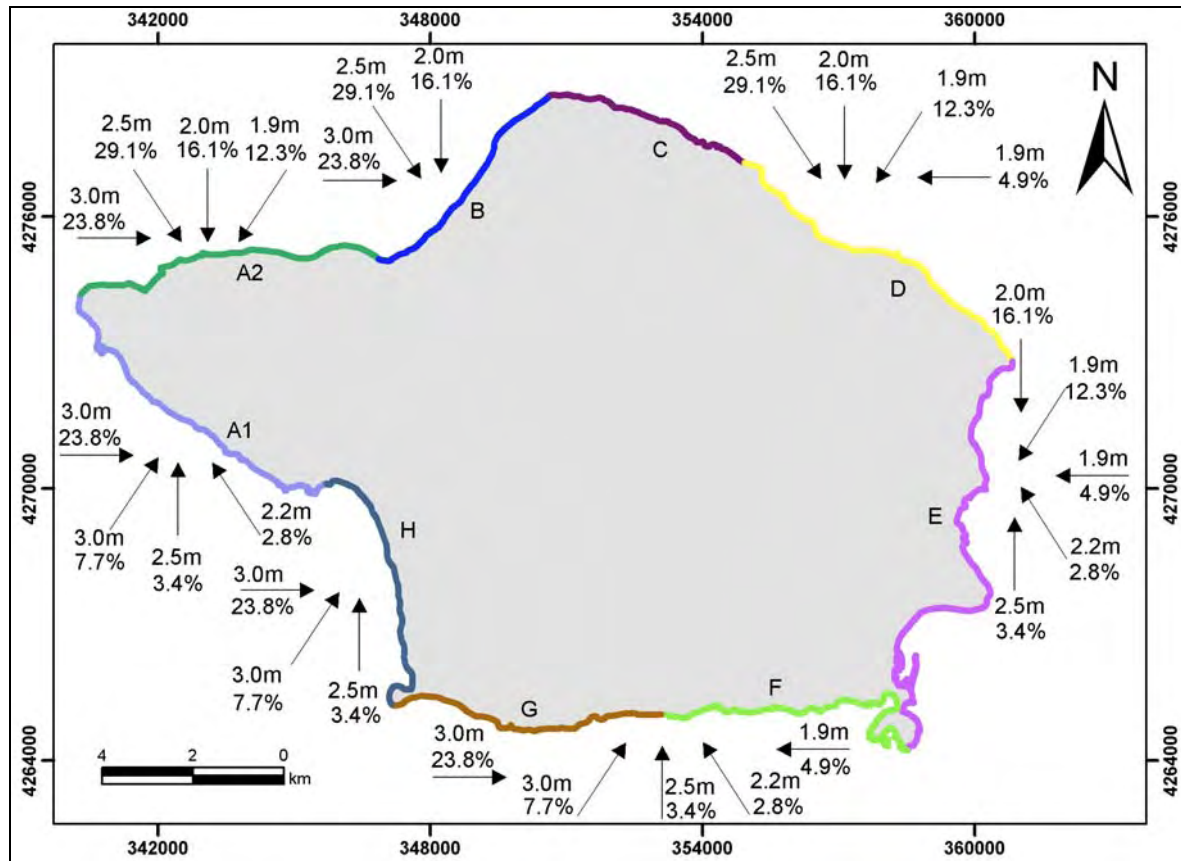 342000
348000
354000
360000
N
2.5m
29.1%
2.0m
16.1%
1.9m
12.3%
3.0m
23.8%
2.5m
29.1%
2.0m
16.1%
3.0m
23.8%
2.5m
29.1%
2.0m
16.1%
1.9m
12.3%
1.9m
4.9%
4276000
4276000
A2
B
C
D
2.0m
16.1%
1.9m
12.3%
1.9m
4.9%
2.2m
2.8%
2.5m
3.4%
E
A1
3.0m
23.8%
3.0m
7.7%
2.5m
3.4%
2.2m
2.8%
4270000
4270000
H
3.0m
23.8%
3.0m
7.7%
2.5m
3.4%
G
F
3.0m
23.8%
3.0m
7.7%
2.5m
3.4%
2.2m
2.8%
1.9m
4.9%
4264000
4264000
4 2 0
km
342000
348000
354000
360000